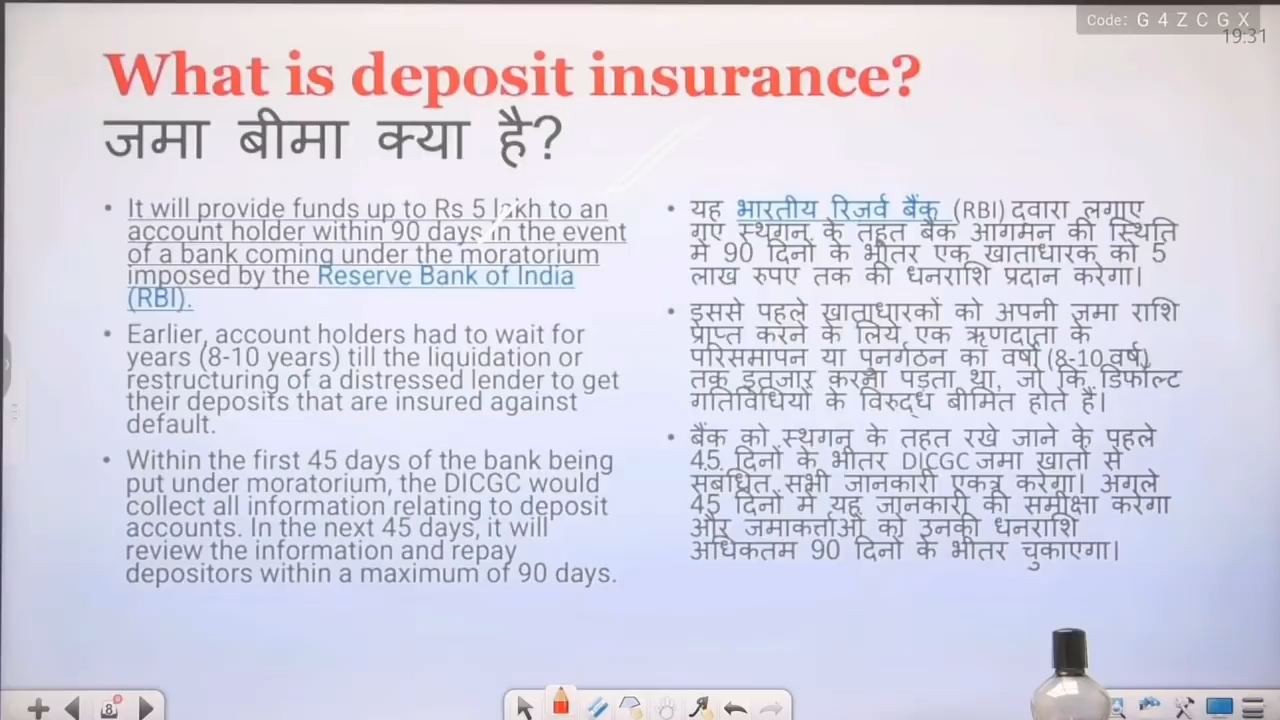 Code: G 4 Z C G X
19:31
What is deposit insurance?
जमा बीमा क्या है?
• It will provide funds up to Rs 5 lakh to an
account holder within 90 days in the event
of a bank coming under the moratorium
imposed by the Reserve Bank of India
(RBI).
• Earlier, account holders had to wait for
years (8-10 years) till the liquidation or
restructuring of a distressed lender to get
their deposits that are insured against
default.
• Within the first 45 days of the bank being
put under moratorium, the DICGC would
collect all information relating to deposit
accounts. In the next 45 days, it will
review the information and repay
depositors within a maximum of 90 days.
• यह भारतीय रिज़र्व बैंक (RBI) द्वारा लगाए
गए स्थगन के तहत बैंक आगमन की स्थिति
में 90 दिनों के भीतर एक खाताधारक को 5
लाख रुपए तक की धनराशि प्रदान करेगा।
• इससे पहले खाताधारकों को अपनी जमा राशि
प्राप्त करने के लिये एक ऋणदाता के
परिसमापन या पुनर्गठन का वर्षों (8-10 वर्ष)
तक इंतज़ार करना पड़ता था, जो कि डिफॉल्ट
गतिविधियों के विरुद्ध बीमित होते हैं।
• बैंक को स्थगन के तहत रखे जाने के पहले
45 दिनों के भीतर DICGC जमा खातों से
संबंधित सभी जानकारी एकत्र करेगा। अगले
45 दिनों में यह जानकारी की समीक्षा करेगा
और जमाकर्त्ताओं को उनकी धनराशि
अधिकतम 90 दिनों के भीतर चुकाएगा।
8